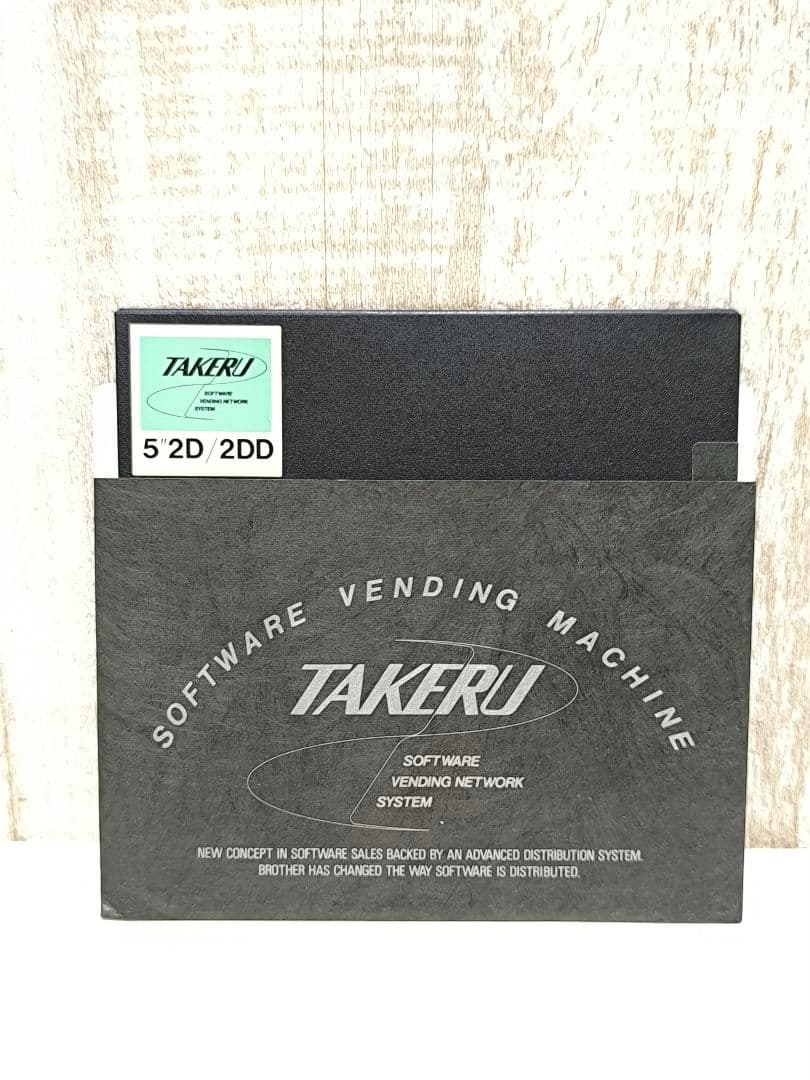 TAKERU
SOFTWARE
VENDING NETWORK
SYSTEM
5"2D/2DD
SOFTWARE VENDING MACHINE
TAKERU
SOFTWARE
VENDING NETWORK
SYSTEM
NEW CONCEPT IN SOFTWARE SALES BACKED BY AN ADVANCED DISTRIBUTION SYSTEM.
BROTHER HAS CHANGED THE WAY SOFTWARE IS DISTRIBUTED.